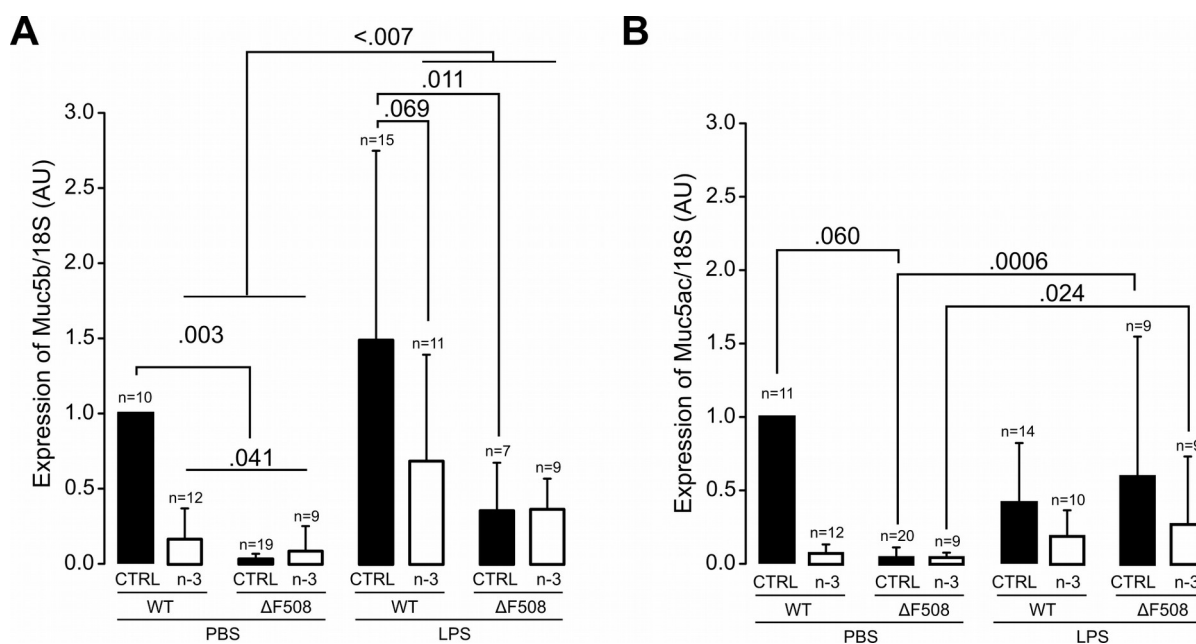 A
<.007
.011
.069
3.0
n=15
2.5
2.0
1.5
1.0
0.5
0.0
Expression of Muc5b/18S (AU)
.003
n=10
.041
n=12
n=19
n=9
n=11
n=7
n=9
CTRL n-3 CTRL n-3 CTRL n-3 CTRL n-3
WT ΔF508 WT ΔF508
PBS LPS
B
3.0
2.5
2.0
1.5
1.0
0.5
0.0
Expression of Muc5ac/18S (AU)
.060
.0006
.024
n=11
n=12
n=20
n=9
n=14
n=10
n=9
n=9
CTRL n-3 CTRL n-3 CTRL n-3 CTRL n-3
WT ΔF508 WT ΔF508
PBS LPS